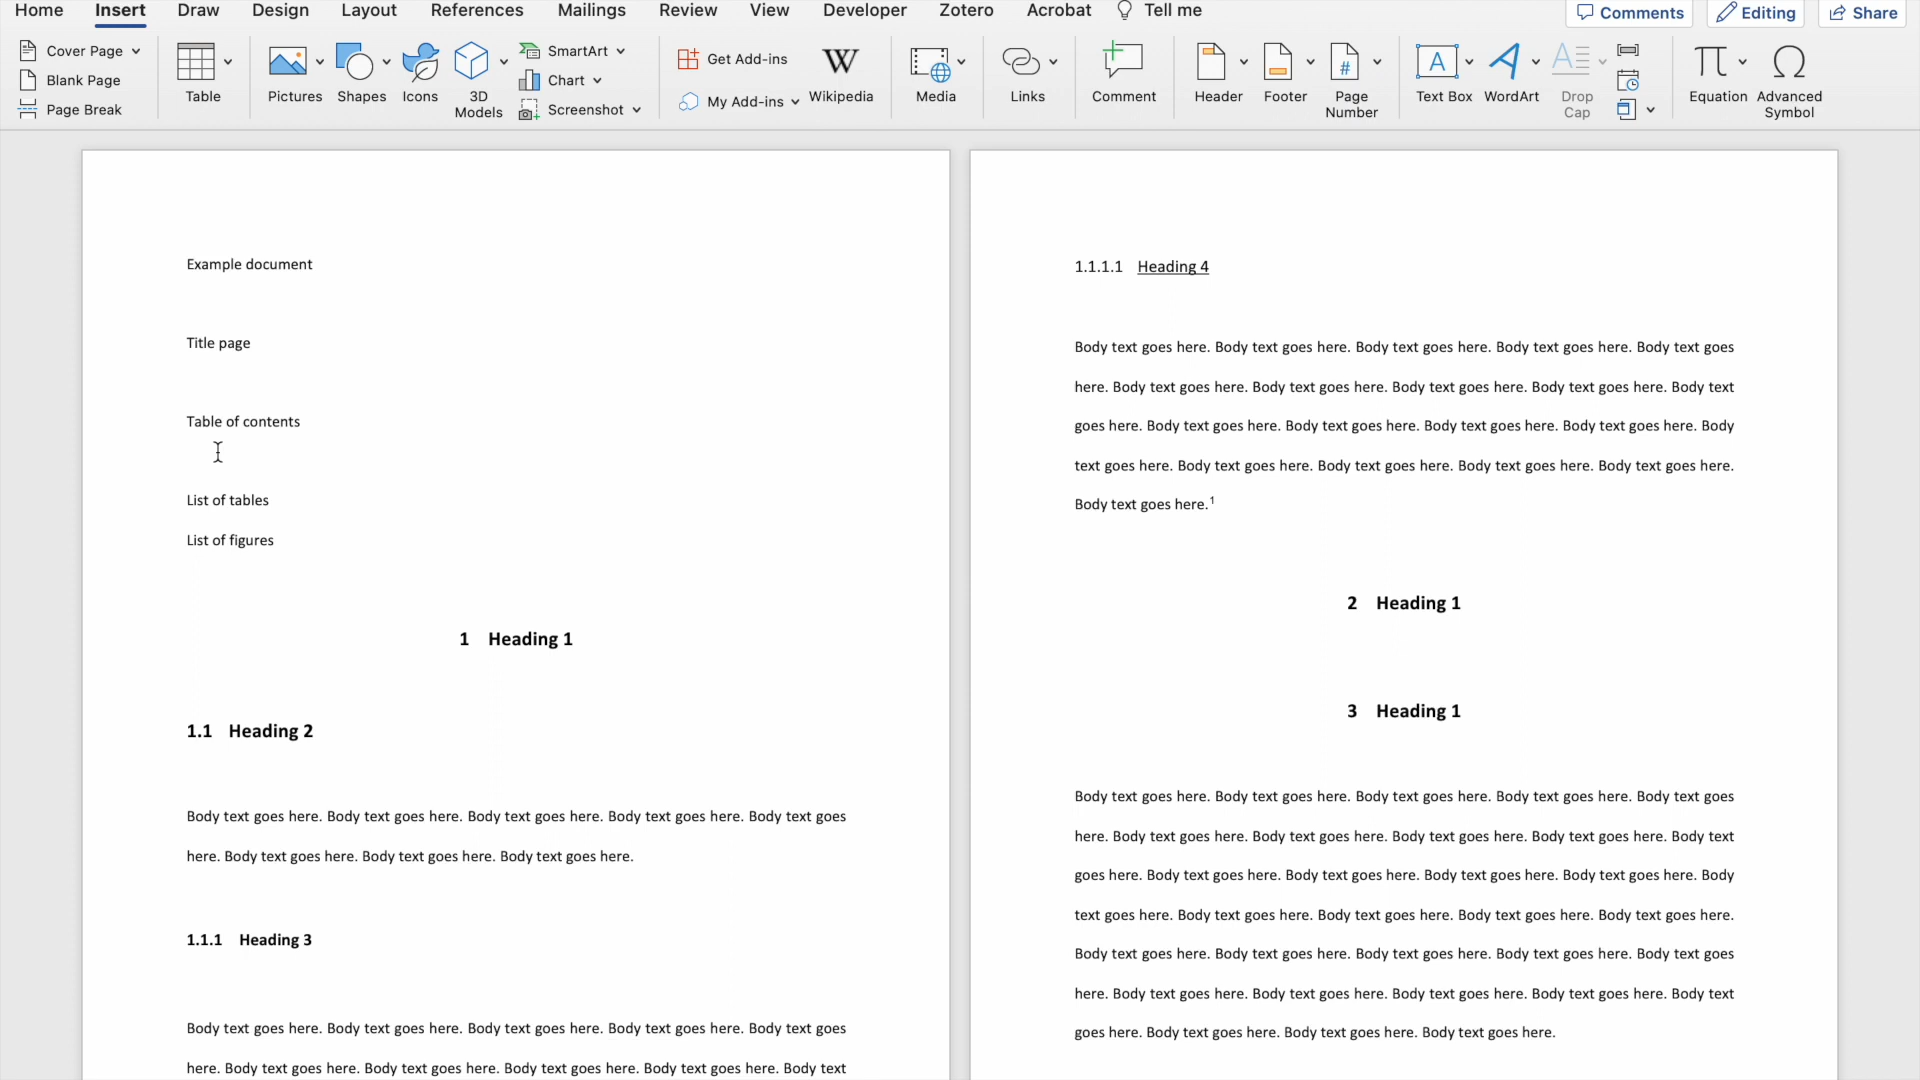 Home Insert Draw Design Layout References Mailings Review View Developer Zotero Acrobat Tell me Comments Editing Share
Cover Page
Blank Page
Page Break
Table
Pictures
Shapes
Icons
3D
Models
SmartArt
Chart
Screenshot
Get Add-ins
My Add-ins
W
Wikipedia
Media
Links
Comment
Header
Footer
#
Page
Number
A
Text Box
A
WordArt
A
Drop
Cap
π
Equation
Ω
Advanced
Symbol
Example document
Title page
Table of contents
List of tables
List of figures
1 Heading 1
1.1 Heading 2
Body text goes here. Body text goes here. Body text goes here. Body text goes here. Body text goes
here. Body text goes here. Body text goes here. Body text goes here.
1.1.1 Heading 3
Body text goes here. Body text goes here. Body text goes here. Body text goes here. Body text goes
here. Body text goes here. Body text goes here. Body text goes here. Body text goes here. Body text
1.1.1.1 Heading 4
Body text goes here. Body text goes here. Body text goes here. Body text goes here. Body text goes
here. Body text goes here. Body text goes here. Body text goes here. Body text goes here. Body text
goes here. Body text goes here. Body text goes here. Body text goes here. Body text goes here. Body
text goes here. Body text goes here. Body text goes here. Body text goes here. Body text goes here.
Body text goes here.¹
2 Heading 1
3 Heading 1
Body text goes here. Body text goes here. Body text goes here. Body text goes here. Body text goes
here. Body text goes here. Body text goes here. Body text goes here. Body text goes here. Body text
goes here. Body text goes here. Body text goes here. Body text goes here. Body text goes here. Body
text goes here. Body text goes here. Body text goes here. Body text goes here. Body text goes here.
Body text goes here. Body text goes here. Body text goes here. Body text goes here. Body text goes
here. Body text goes here. Body text goes here. Body text goes here. Body text goes here. Body text
goes here. Body text goes here. Body text goes here. Body text goes here.